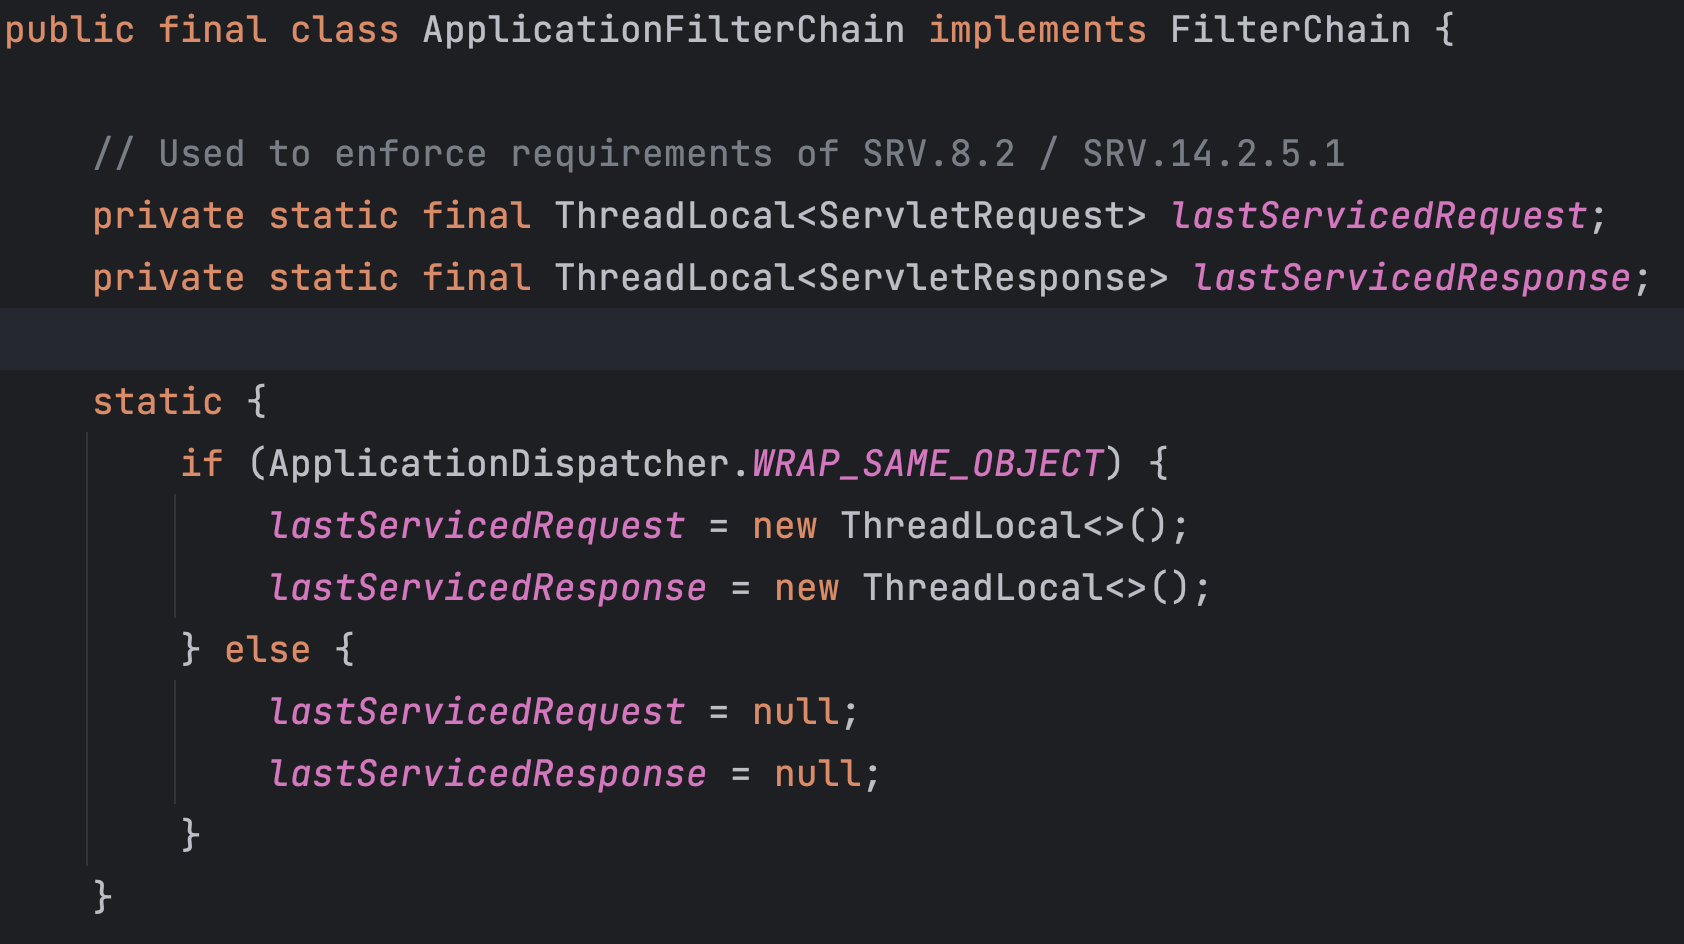 public final class ApplicationFilterChain implements FilterChain {
// Used to enforce requirements of SRV.8.2 / SRV.14.2.5.1
private static final ThreadLocal<ServletRequest> lastServicedRequest;
private static final ThreadLocal<ServletResponse> lastServicedResponse;
static {
if (ApplicationDispatcher.WRAP_SAME_OBJECT) {
lastServicedRequest = new ThreadLocal<>();
lastServicedResponse = new ThreadLocal<>();
} else {
lastServicedRequest = null;
lastServicedResponse = null;
}
}